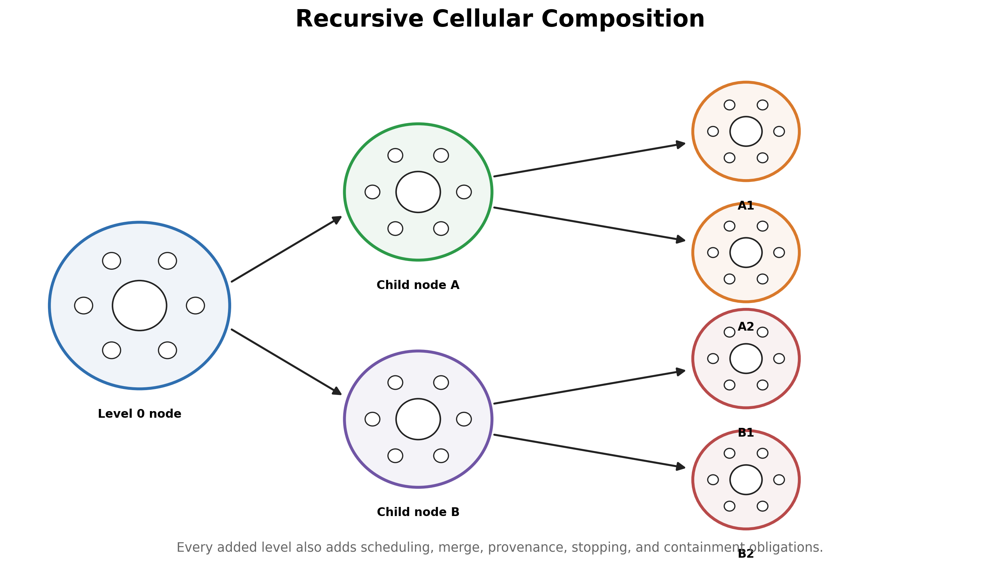 Recursive Cellular Composition
A1
Child node A
A2
Level 0 node
B1
Child node B
Every added level also adds scheduling, merge, provenance, stopping, and containment obligations.
B2